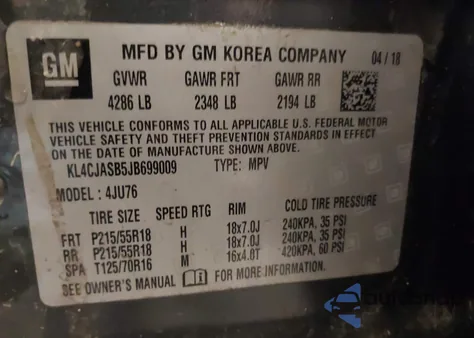 GM
MFD BY GM KOREA COMPANY 04 / 18
GVWR GAWR FRT GAWR RR
4286 LB 2348 LB 2194 LB
THIS VEHICLE CONFORMS TO ALL APPLICABLE U.S. FEDERAL MOTOR
VEHICLE SAFETY AND THEFT PREVENTION STANDARDS IN EFFECT ON
THE DATE OF MANUFACTURE SHOWN ABOVE.
KL4CJASB5JB699009 TYPE: MPV
MODEL : 4JU76
TIRE SIZE SPEED RTG RIM COLD TIRE PRESSURE
FRT P215/55R18 H 18x7.0J 240KPA, 35 PSI
RR P215/55R18 H 18x7.0J 240KPA, 35 PSI
SPA T125/70R16 M 16x4.0T 420KPA, 60 PSI
SEE OWNER'S MANUAL FOR MORE INFORMATION.